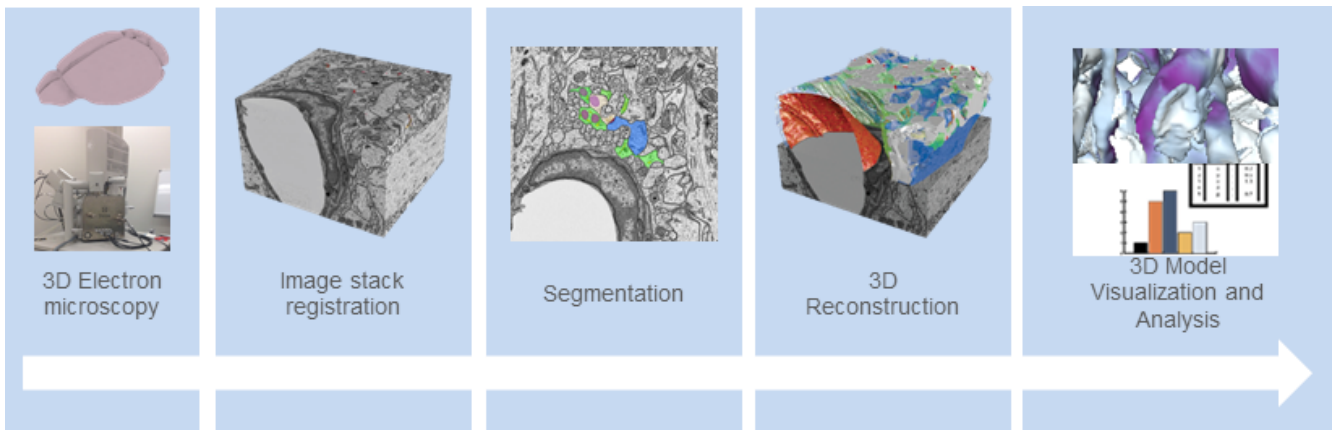 3D Electron
microscopy
Image stack
registration
Segmentation
3D
Reconstruction
3D Model
Visualization and
Analysis